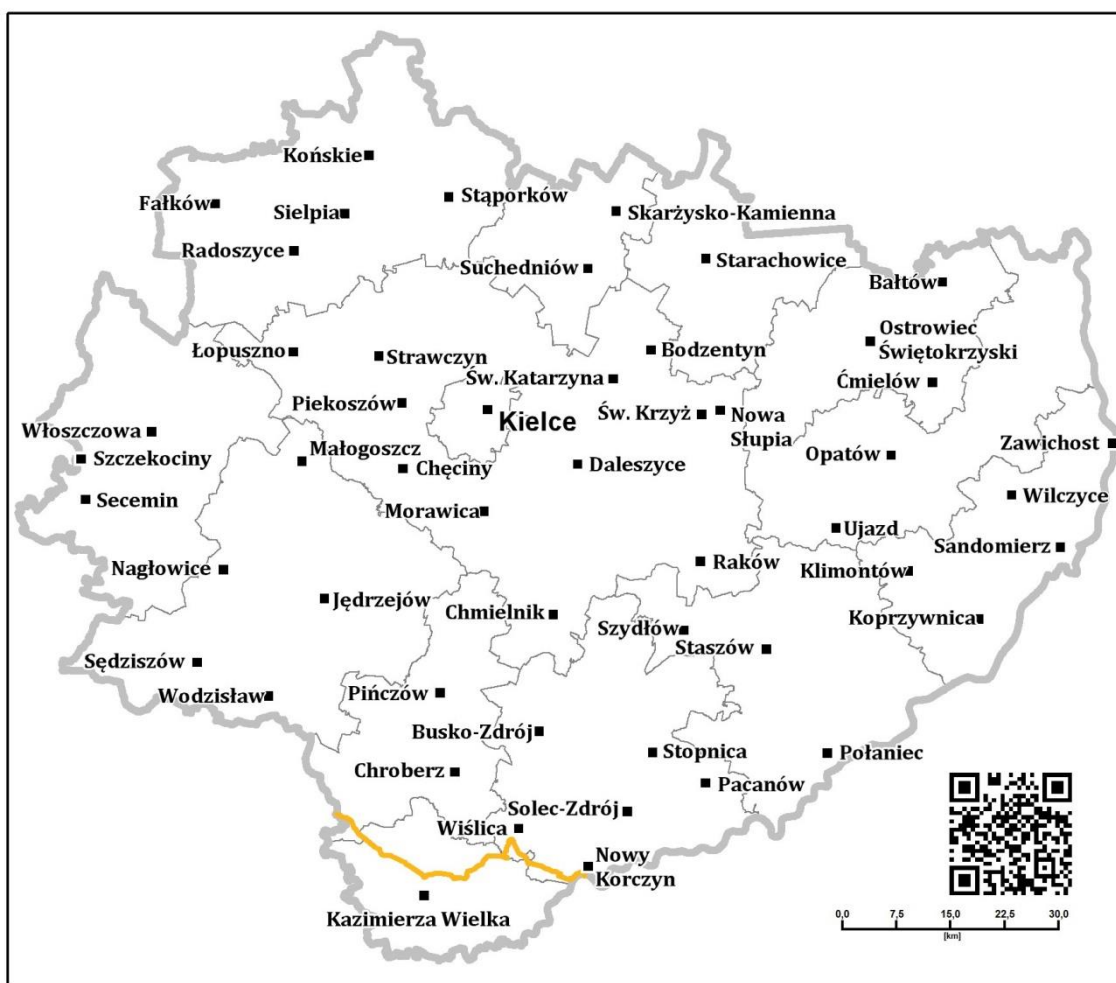 Końskie
Stąporków
Fałków
Sielpia
Skarżysko-Kamienna
Radoszyce
Starachowice
Suchedniów
Bałtów
Ostrowiec
Świętokrzyski
Łopuszno
Strawczyn
Bodzentyn
Św. Katarzyna
Ćmielów
Piekoszów
Kielce
Św. Krzyż
Nowa
Słupia
Włoszczowa
Zawichost
Szczekociny
Małogoszcz
Chęciny
Daleszyce
Opatów
Secemin
Wilczyce
Morawica
Ujazd
Sandomierz
Nagłowice
Raków
Klimontów
Jędrzejów
Chmielnik
Szydłów
Koprzywnica
Staszów
Sędziszów
Wodzisław
Pińczów
Busko-Zdrój
Stopnica
Połaniec
Chroberz
Pacanów
Solec-Zdrój
Wiślica
Nowy
Korczyn
Kazimierza Wielka
0,0 7,5 15,0 22,5 30,0
[km]